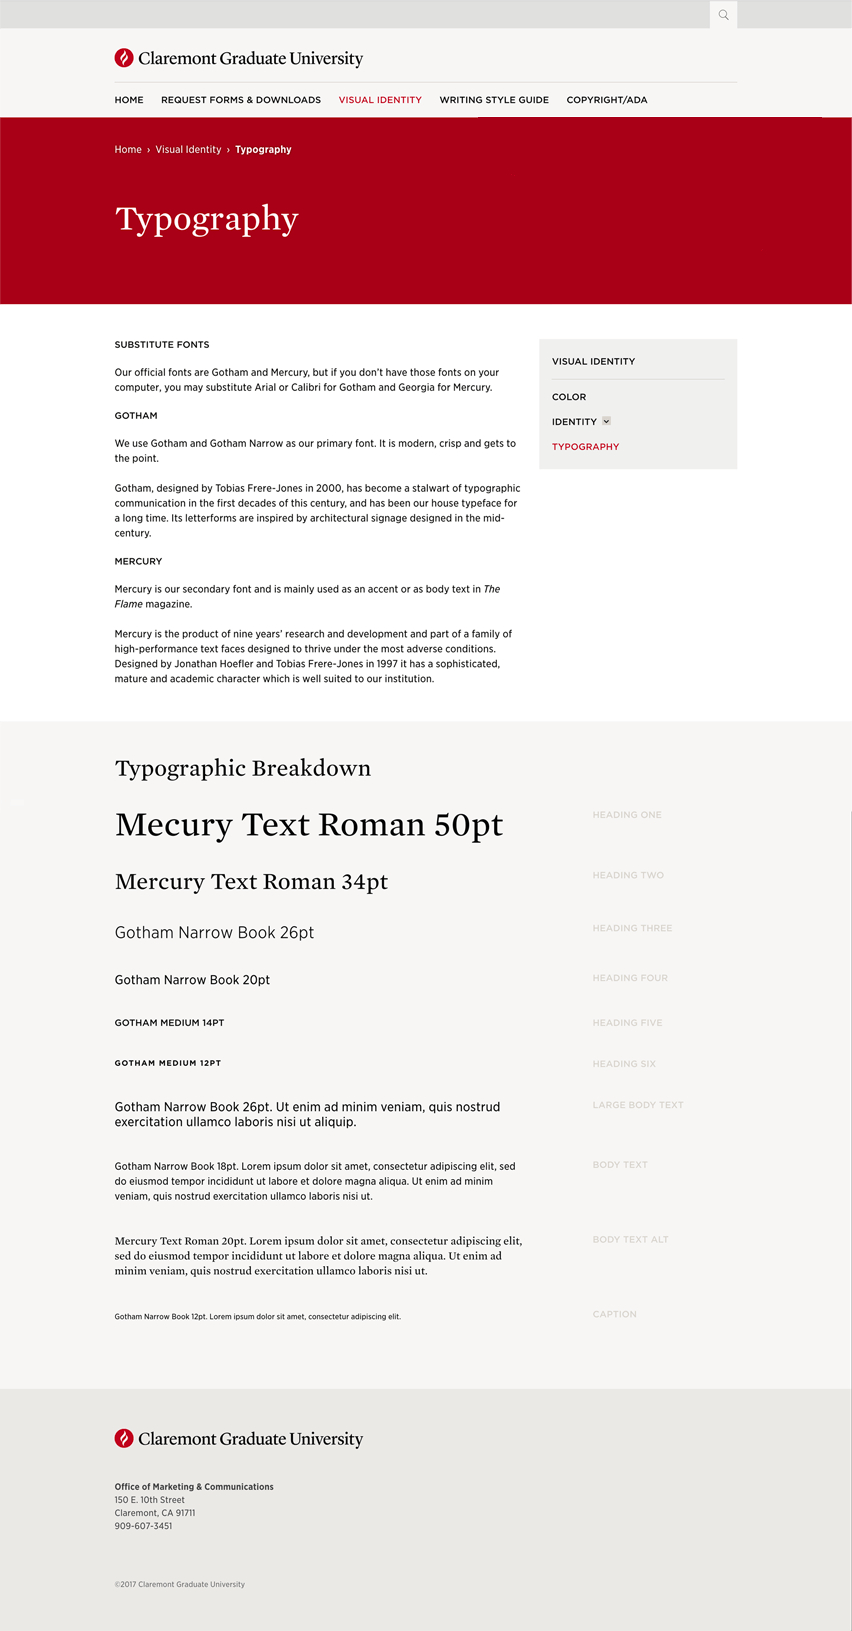 Claremont Graduate University
HOME REQUEST FORMS & DOWNLOADS VISUAL IDENTITY WRITING STYLE GUIDE COPYRIGHT/ADA
Home › Visual Identity › Typography
Typography
SUBSTITUTE FONTS
Our official fonts are Gotham and Mercury, but if you don't have those fonts on your
computer, you may substitute Arial or Calibri for Gotham and Georgia for Mercury.
GOTHAM
We use Gotham and Gotham Narrow as our primary font. It is modern, crisp and gets to
the point.
Gotham, designed by Tobias Frere-Jones in 2000, has become a stalwart of typographic
communication in the first decades of this century, and has been our house typeface for
a long time. Its letterforms are inspired by architectural signage designed in the mid-
century.
MERCURY
Mercury is our secondary font and is mainly used as an accent or as body text in The
Flame magazine.
Mercury is the product of nine years' research and development and part of a family of
high-performance text faces designed to thrive under the most adverse conditions.
Designed by Jonathan Hoefler and Tobias Frere-Jones in 1997 it has a sophisticated,
mature and academic character which is well suited to our institution.
VISUAL IDENTITY
COLOR
IDENTITY
TYPOGRAPHY
Typographic Breakdown
Mecury Text Roman 50pt
HEADING ONE
Mercury Text Roman 34pt
HEADING TWO
Gotham Narrow Book 26pt
HEADING THREE
Gotham Narrow Book 20pt
HEADING FOUR
GOTHAM MEDIUM 14PT
HEADING FIVE
GOTHAM MEDIUM 12PT
HEADING SIX
Gotham Narrow Book 26pt. Ut enim ad minim veniam, quis nostrud
exercitation ullamco laboris nisi ut aliquip.
LARGE BODY TEXT
Gotham Narrow Book 18pt. Lorem ipsum dolor sit amet, consectetur adipiscing elit, sed
do eiusmod tempor incididunt ut labore et dolore magna aliqua. Ut enim ad minim
veniam, quis nostrud exercitation ullamco laboris nisi ut.
BODY TEXT
Mercury Text Roman 20pt. Lorem ipsum dolor sit amet, consectetur adipiscing elit,
sed do eiusmod tempor incididunt ut labore et dolore magna aliqua. Ut enim ad
minim veniam, quis nostrud exercitation ullamco laboris nisi ut.
BODY TEXT ALT
Gotham Narrow Book 12pt. Lorem ipsum dolor sit amet, consectetur adipiscing elit.
CAPTION
Claremont Graduate University
Office of Marketing & Communications
150 E. 10th Street
Claremont, CA 91711
909-607-3451
©2017 Claremont Graduate University